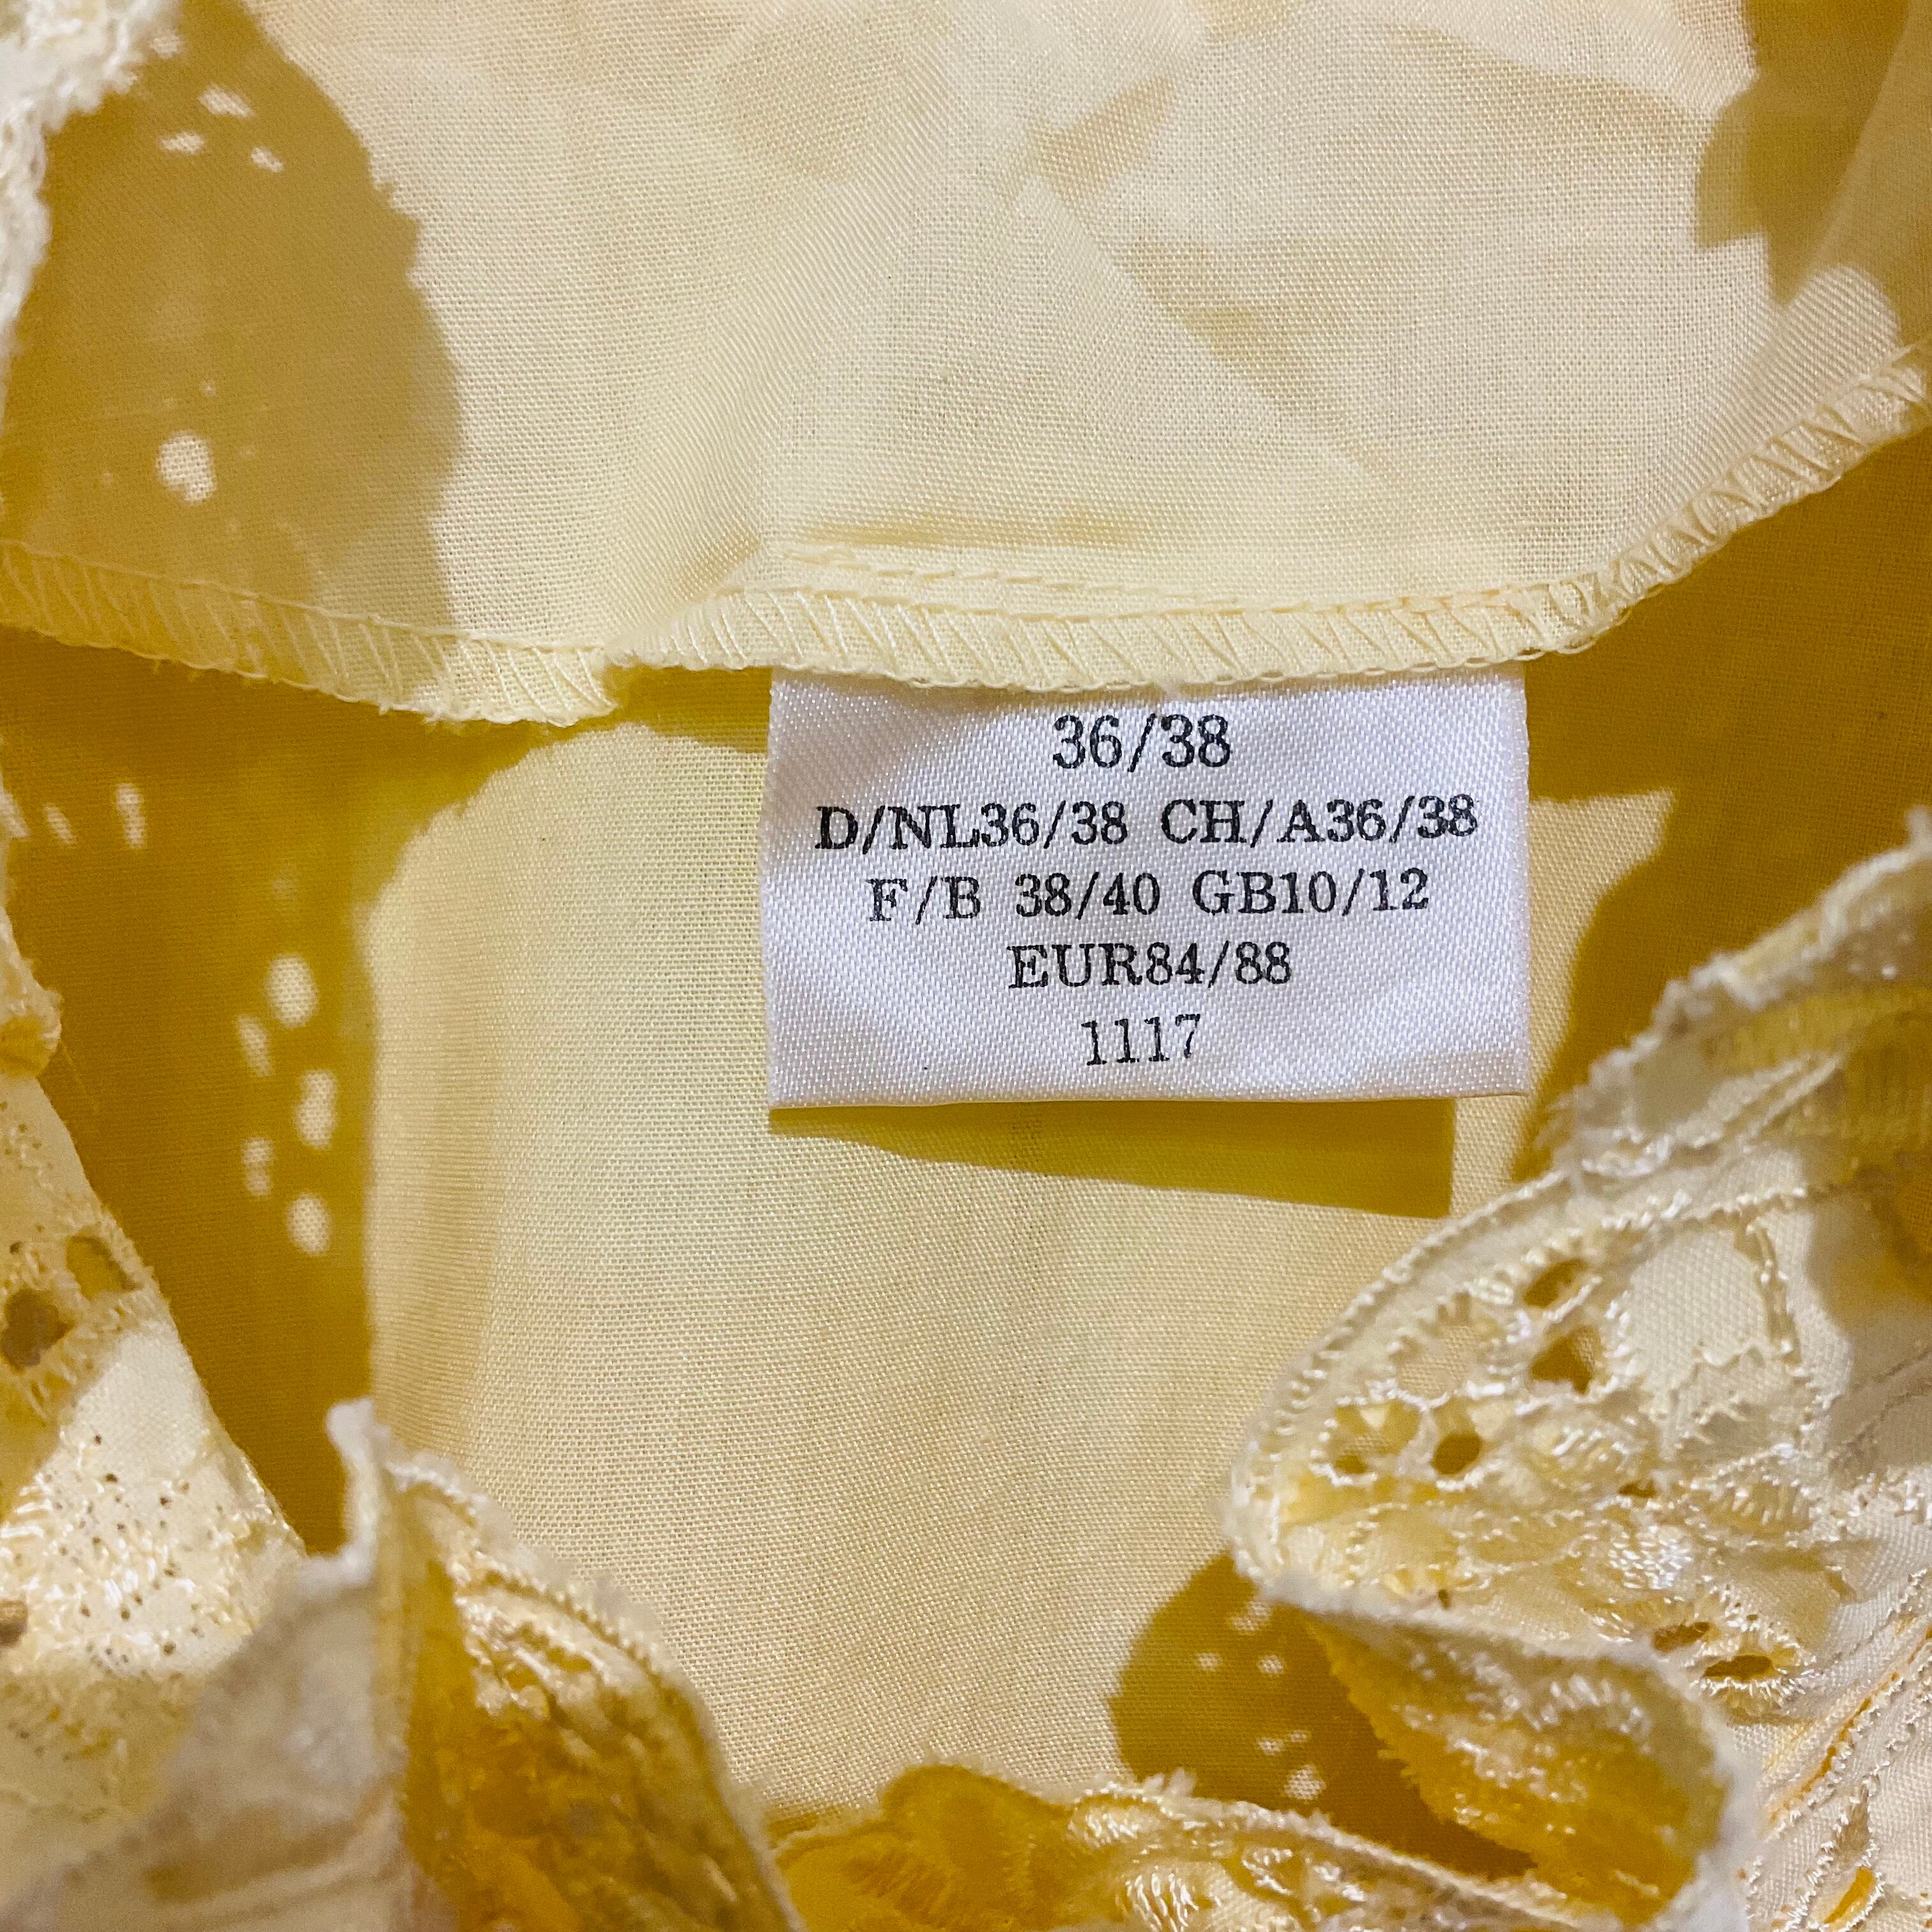 36/38
D/NL36/38 CH/A36/38
F/B 38/40 GB10/12
EUR84/88
1117